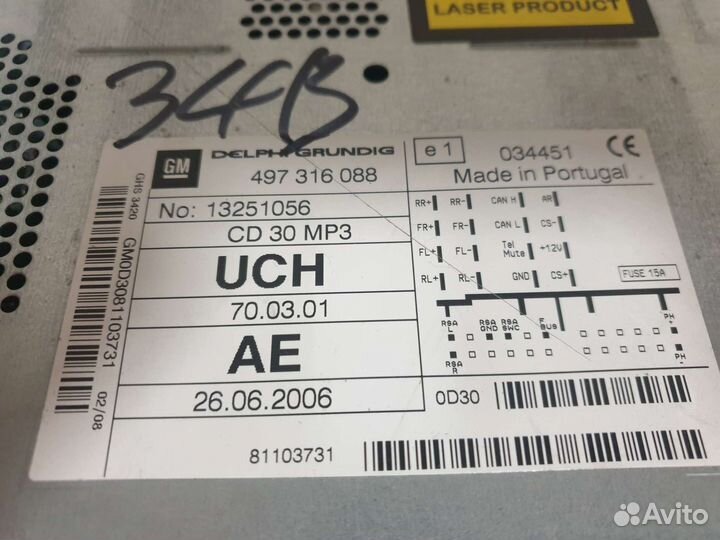 LASER PRODUCT
34B
GM DELPHI GRUNDIG
497 316 088
e 1 034451 CE
Made in Portugal
No: 13251056
CD 30 MP3
UCH
70.03.01
AE
26.06.2006
81103731
GHS 3420
GM0D3081103731
02/08
RR+ RR- CAN H AR
FR+ FR- CAN L CS-
FL+ FL- Tel Mute +12V
RL+ RL- GND CS+
FUSE 15A
RSA L RSA GND RSA SWC F BUS PH +
RSA R PH -
0D30
Avito